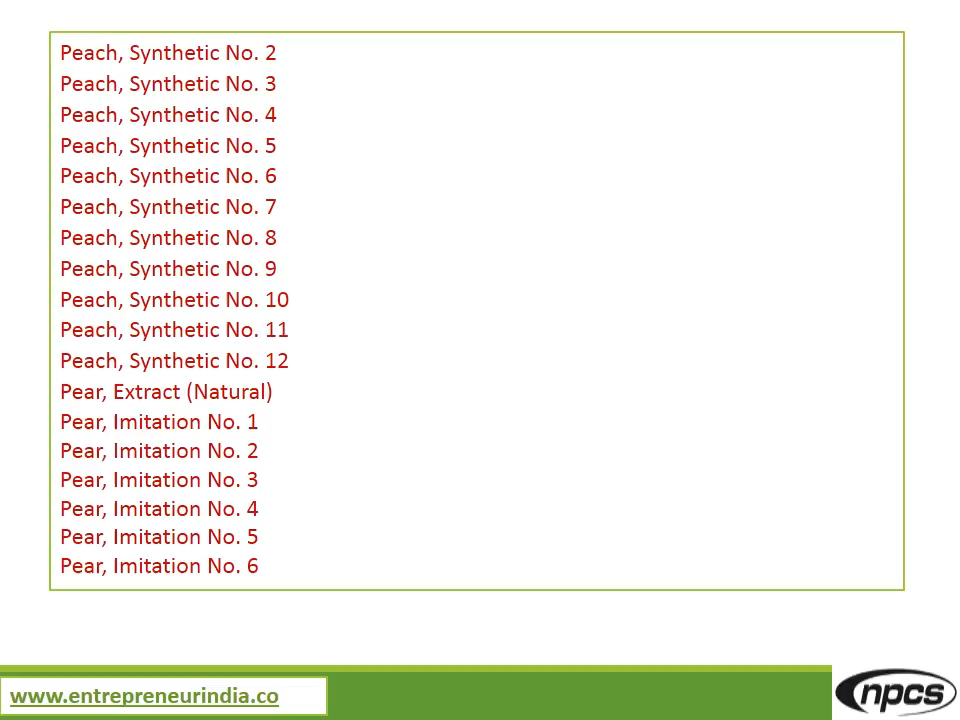 Peach, Synthetic No. 2
Peach, Synthetic No. 3
Peach, Synthetic No. 4
Peach, Synthetic No. 5
Peach, Synthetic No. 6
Peach, Synthetic No. 7
Peach, Synthetic No. 8
Peach, Synthetic No. 9
Peach, Synthetic No. 10
Peach, Synthetic No. 11
Peach, Synthetic No. 12
Pear, Extract (Natural)
Pear, Imitation No. 1
Pear, Imitation No. 2
Pear, Imitation No. 3
Pear, Imitation No. 4
Pear, Imitation No. 5
Pear, Imitation No. 6
www.entrepreneurindia.co
npcs